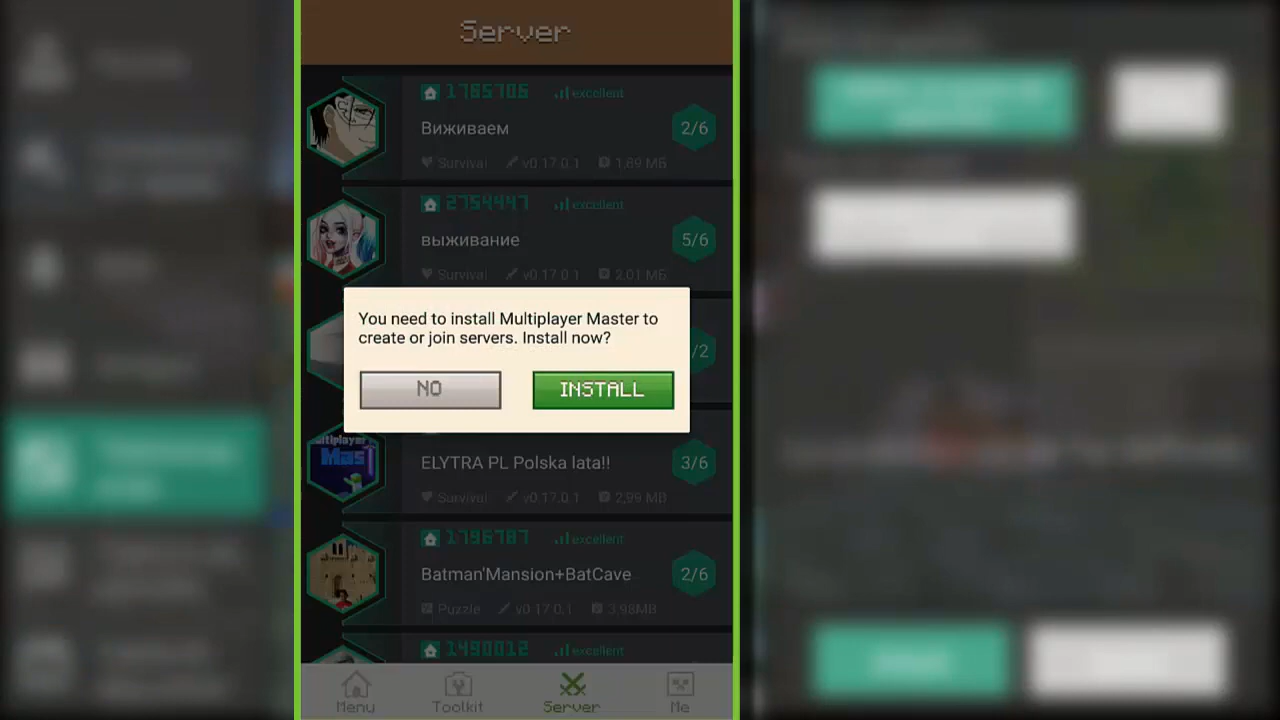 Server
1785706 excellent
Виживаем
2/6
Survival v0.17.0.1 1,89 МБ
2754447 excellent
выживание
5/6
Survival v0.17.0.1 2,01 МБ
You need to install Multiplayer Master to
create or join servers. Install now?
/2
NO INSTALL
ELYTRA PL Polska lata!!
3/6
Survival v0.17.0.1 2,99 MB
1796787 excellent
Batman'Mansion+BatCave
2/6
Puzzle v0.17.0.1 3.98MB
1490012 excellent
Menu Toolkit Server Me